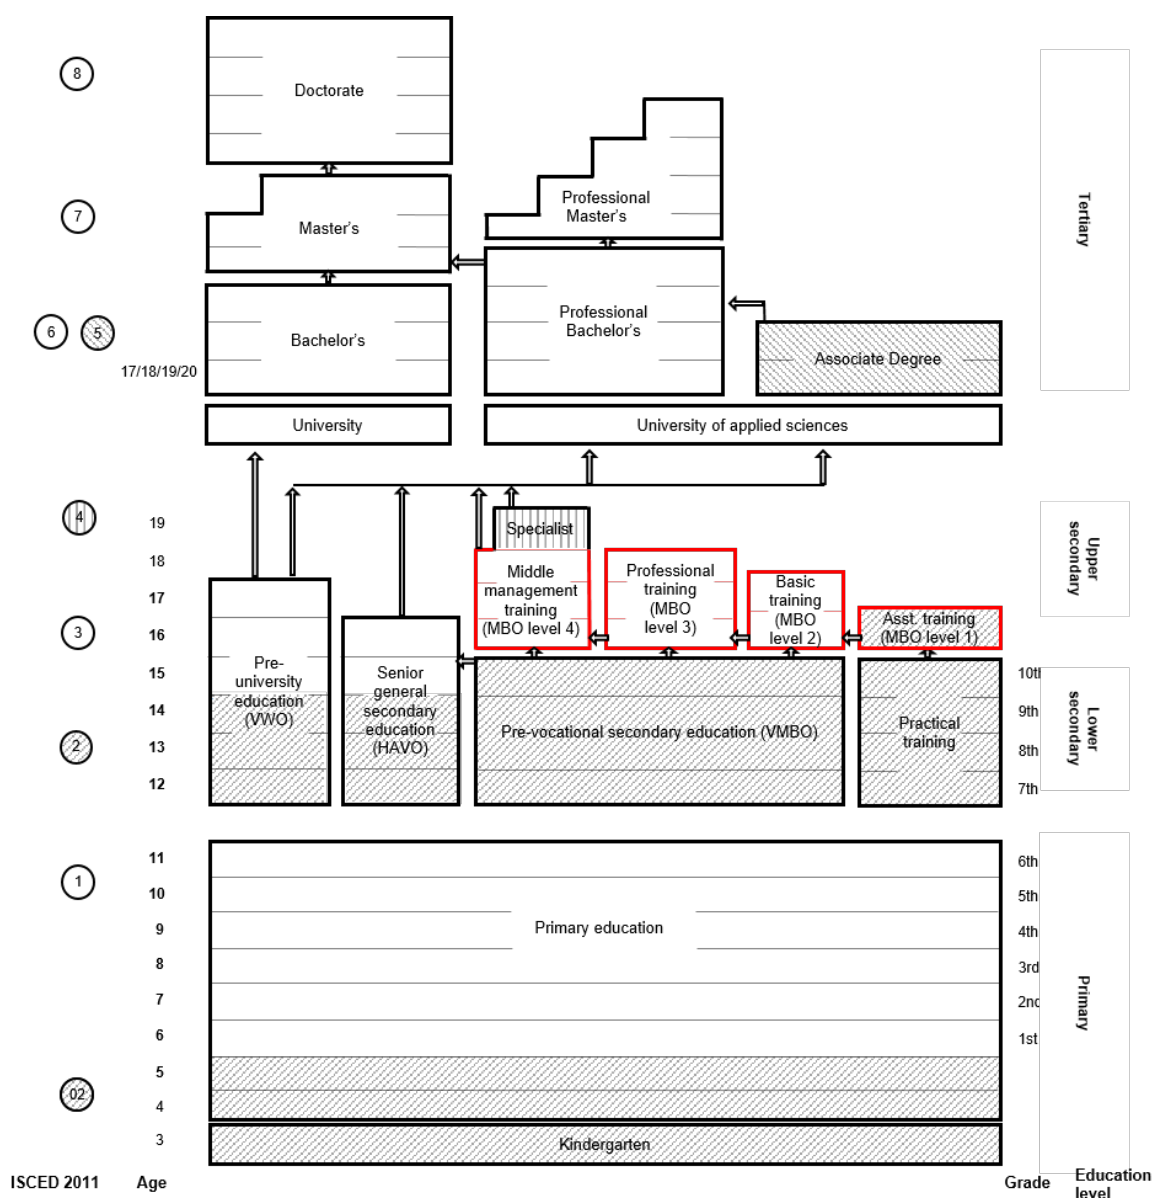 8
Doctorate
7
Master's
Professional
Master's
Tertiary
6
5
17/18/19/20
Bachelor's
Professional
Bachelor's
Associate Degree
University
University of applied sciences
4
19
18
17
3
16
15
14
2
13
12
Specialist
Middle
management
training
(MBO level 4)
Professional
training
(MBO
level 3)
Basic
training
(MBO
level 2)
Asst. training
(MBO level 1)
Upper
secondary
Pre-
university
education
(VWO)
Senior
general
secondary
education
(HAVO)
Pre-vocational secondary education (VMBO)
Practical
training
10th
9th
8th
7th
Lower
secondary
1
11
10
9
8
7
6
5
02
4
3
Primary education
Kindergarten
6th
5th
4th
3rd
2nd
1st
Primary
ISCED 2011
Age
Grade
Education
level